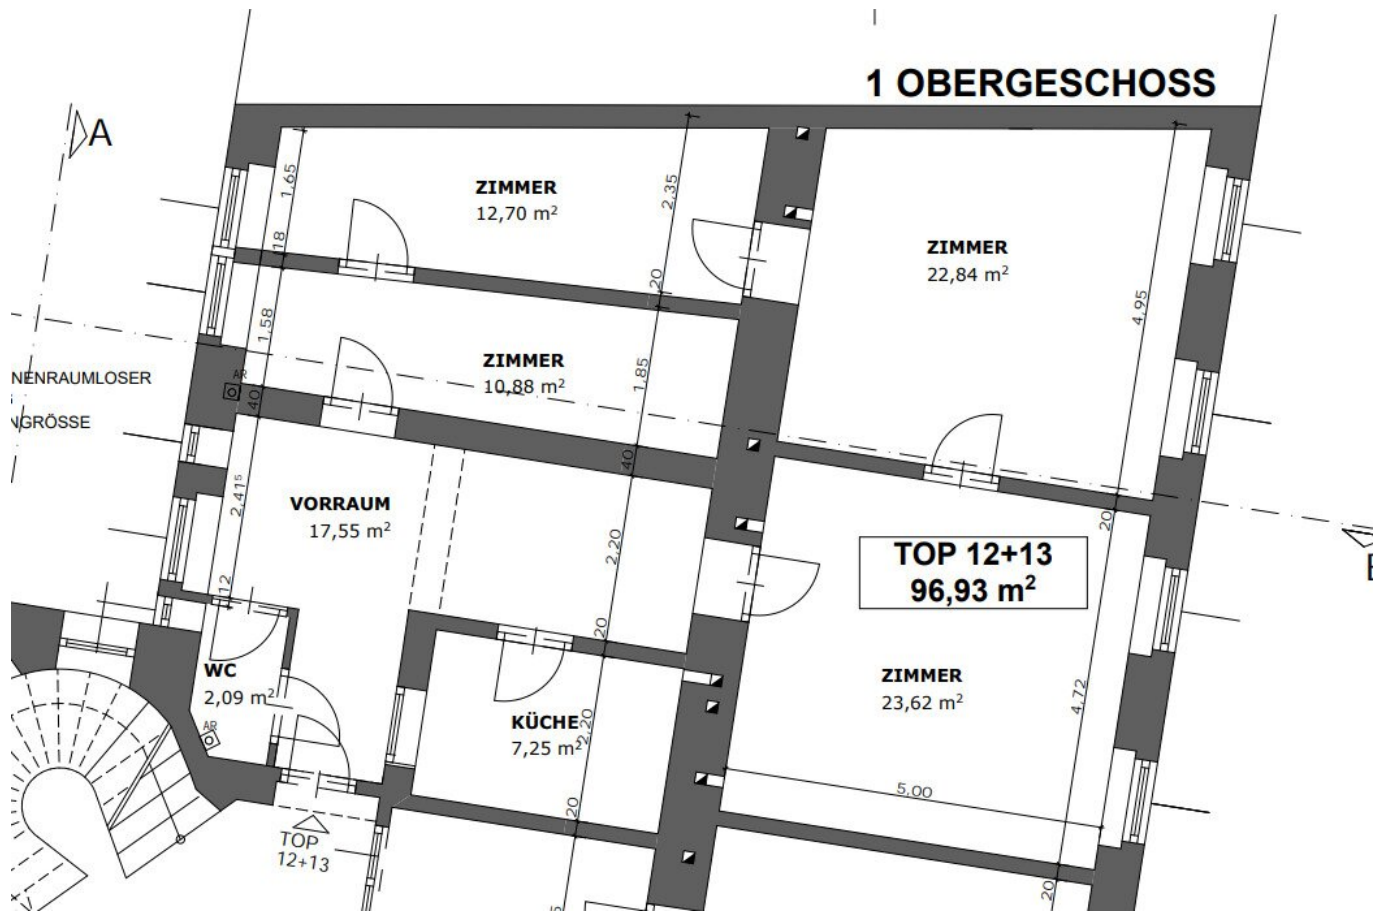 1 OBERGESCHOSS
A
1,65
18
1,58
40
2,41⁵
12
ZIMMER
12,70 m²
2,35
20
ZIMMER
22,84 m²
4,95
ZIMMER
10,88 m²
1,85
40
AR
NENRAUMLOSER
NGRÖSSE
VORRAUM
17,55 m²
2,20
20
20
TOP 12+13
96,93 m²
WC
2,09 m²
AR
KÜCHE
7,25 m²
2,20
20
ZIMMER
23,62 m²
4,72
5,00
20
TOP
12+13